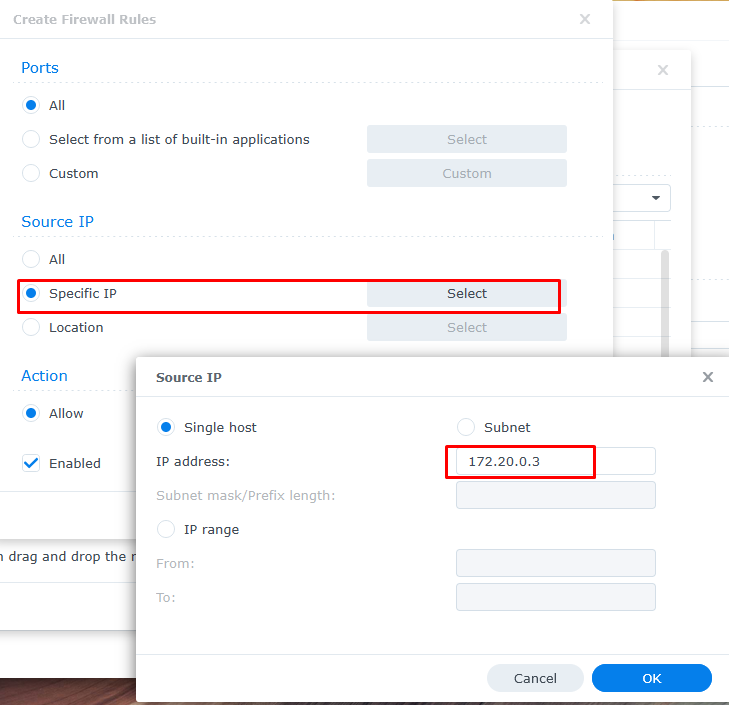 Create Firewall Rules
Ports
All
Select from a list of built-in applications Select
Custom Custom
Source IP
All
Specific IP Select
Location Select
Action
Allow
Enabled
drag and drop the
Source IP
Single host Subnet
IP address: 172.20.0.3
Subnet mask/Prefix length:
IP range
From:
To:
Cancel OK